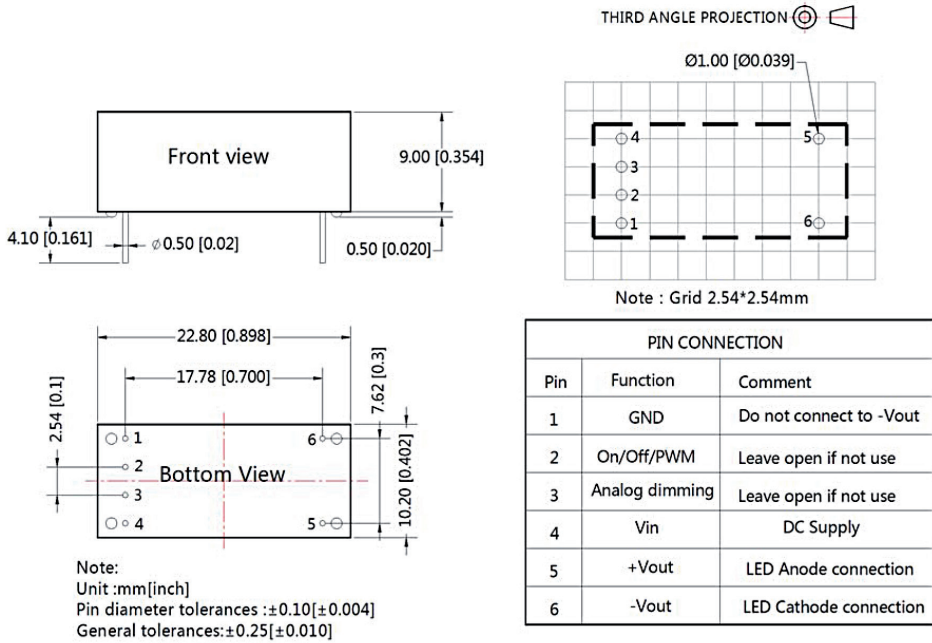 THIRD ANGLE PROJECTION
Ø1.00 [Ø0.039]
Front view
9.00 [0.354]
4.10 [0.161]
Ø0.50 [0.02]
0.50 [0.020]
4
5
3
2
1
6
Note : Grid 2.54*2.54mm
22.80 [0.898]
17.78 [0.700]
7.62 [0.3]
2.54 [0.1]
10.20 [0.402]
1
6
2
Bottom View
3
4
5
Note:
Unit :mm[inch]
Pin diameter tolerances :±0.10[±0.004]
General tolerances:±0.25[±0.010]
PIN CONNECTION
Pin Function Comment
1 GND Do not connect to -Vout
2 On/Off/PWM Leave open if not use
3 Analog dimming Leave open if not use
4 Vin DC Supply
5 +Vout LED Anode connection
6 -Vout LED Cathode connection